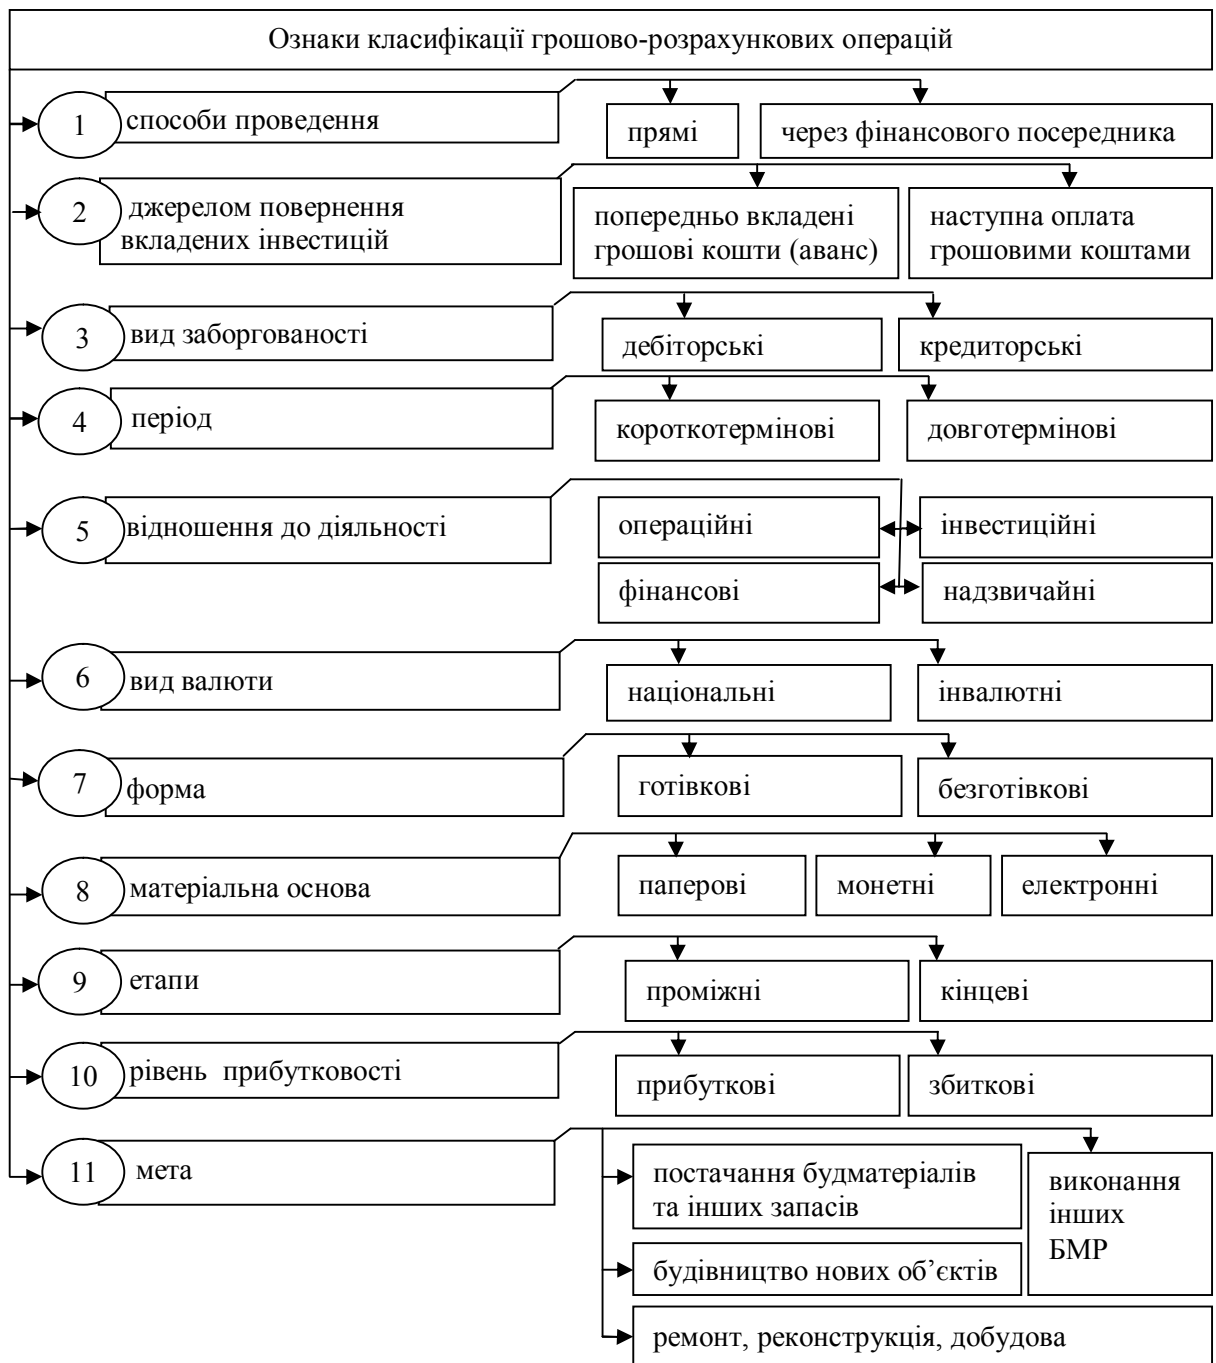 Ознаки класифікації грошово-розрахункових операцій
1
способи проведення
прямі
через фінансового посередника
2
джерелом повернення
вкладених інвестицій
попередньо вкладені
грошові кошти (аванс)
наступна оплата
грошовими коштами
3
вид заборгованості
дебіторські
кредиторські
4
період
короткотермінові
довготермінові
5
відношення до діяльності
операційні
інвестиційні
фінансові
надзвичайні
6
вид валюти
національні
інвалютні
7
форма
готівкові
безготівкові
8
матеріальна основа
паперові
монетні
електронні
9
етапи
проміжні
кінцеві
10
рівень прибутковості
прибуткові
збиткові
11
мета
постачання будматеріалів
та інших запасів
виконання
інших
БМР
будівництво нових об’єктів
ремонт, реконструкція, добудова